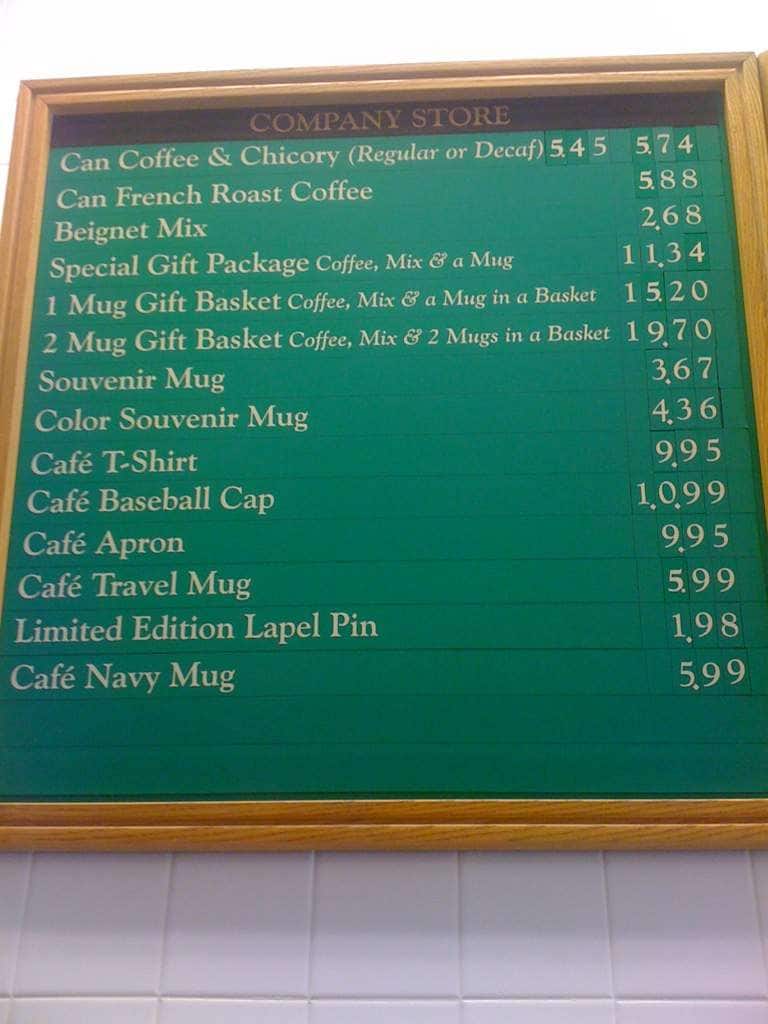 COMPANY STORE
Can Coffee & Chicory (Regular or Decaf) 5.45 5.74
Can French Roast Coffee 5.88
Beignet Mix 2.68
Special Gift Package Coffee, Mix & a Mug 11.34
1 Mug Gift Basket Coffee, Mix & a Mug in a Basket 15.20
2 Mug Gift Basket Coffee, Mix & 2 Mugs in a Basket 19.70
Souvenir Mug 3.67
Color Souvenir Mug 4.36
Café T-Shirt 9.95
Café Baseball Cap 10.99
Café Apron 9.95
Café Travel Mug 5.99
Limited Edition Lapel Pin 1.98
Café Navy Mug 5.99